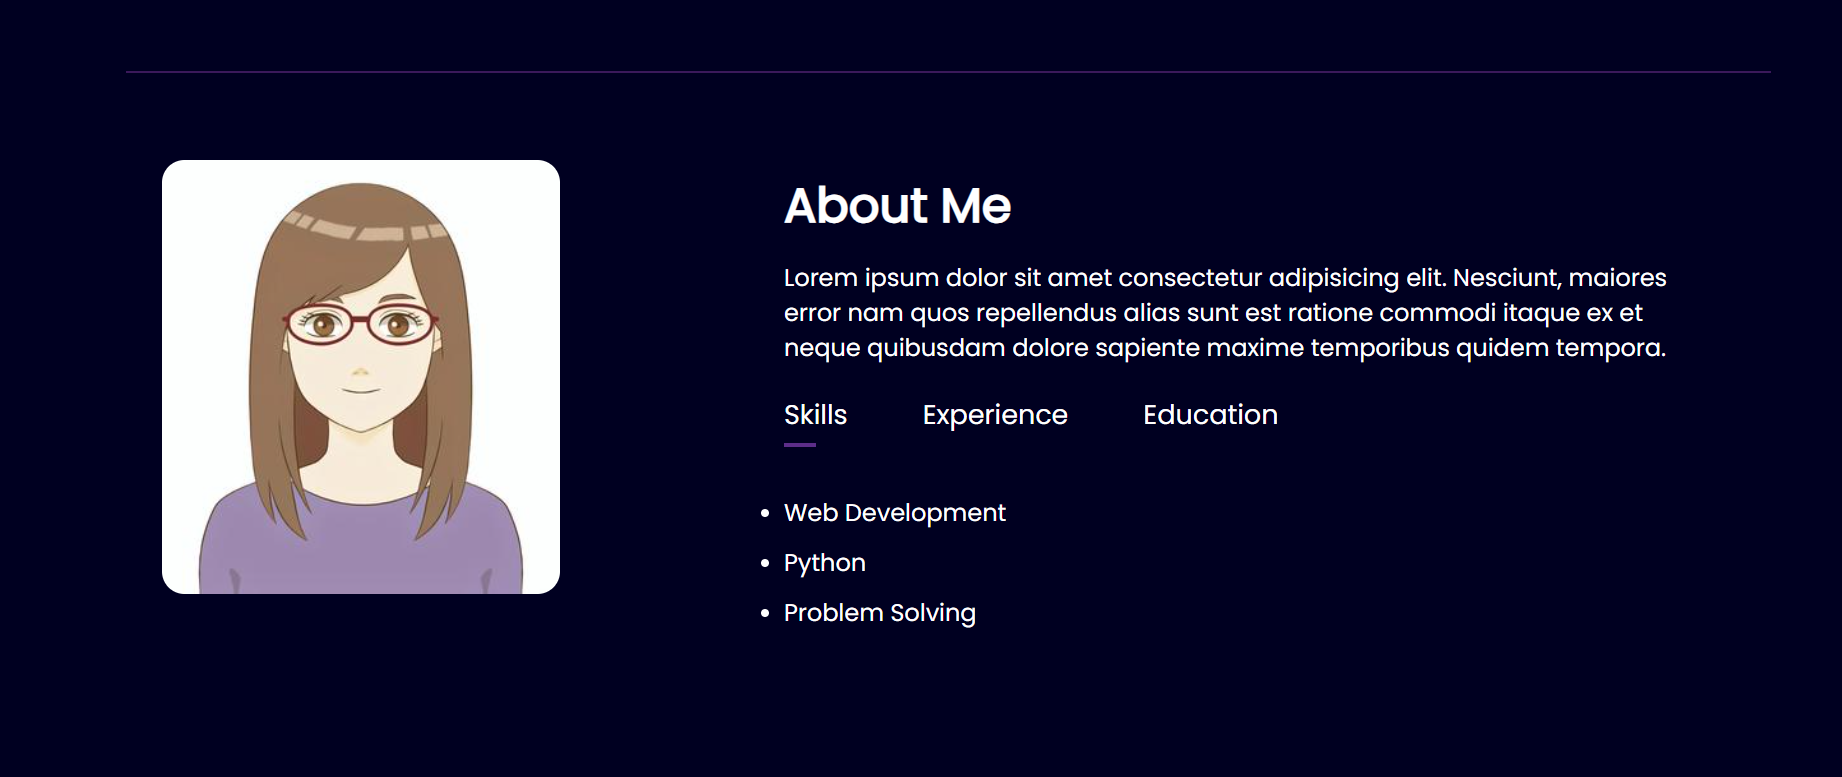 About Me
Lorem ipsum dolor sit amet consectetur adipisicing elit. Nesciunt, maiores
error nam quos repellendus alias sunt est ratione commodi itaque ex et
neque quibusdam dolore sapiente maxime temporibus quidem tempora.
Skills Experience Education
Web Development
Python
Problem Solving